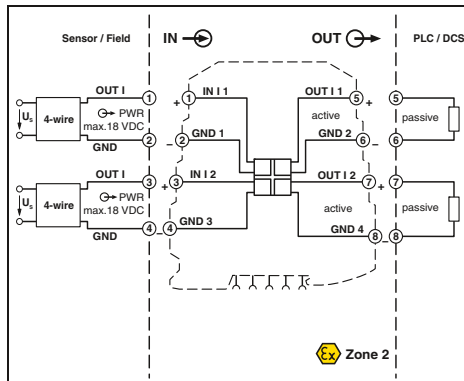 Sensor / Field IN OUT PLC / DCS
OUT I 1 + 1 IN I 1 OUT I 1 5 + 5
Us 4-wire PWR max.18 VDC active passive
GND 2 – 2 GND 1 GND 2 6 – 6
OUT I 3 + 3 IN I 2 OUT I 2 7 + 7
Us 4-wire PWR max.18 VDC active passive
GND 4 – 4 GND 3 GND 4 8 – 8
Ex Zone 2